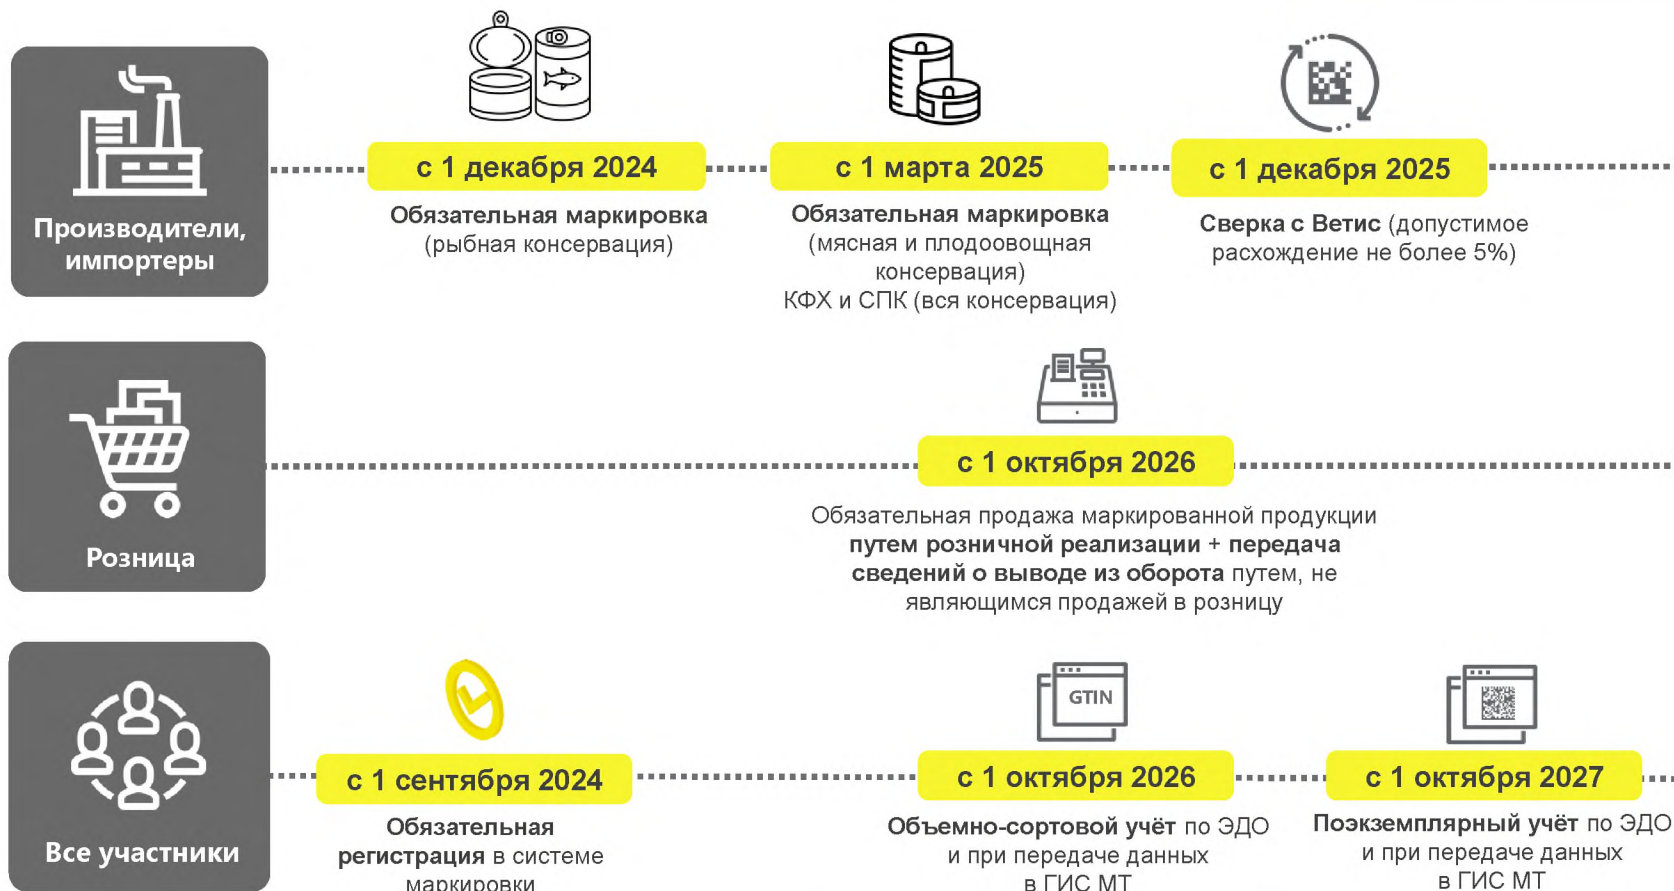 с 1 декабря 2024
с 1 марта 2025
с 1 декабря 2025
Производители,
импортеры
Обязательная маркировка
(рыбная консервация)
Обязательная маркировка
(мясная и плодоовощная
консервация)
КФХ и СПК (вся консервация)
Сверка с Ветис (допустимое
расхождение не более 5%)
с 1 октября 2026
Розница
Обязательная продажа маркированной продукции
путем розничной реализации + передача
сведений о выводе из оборота путем, не
являющимся продажей в розницу
GTIN
с 1 сентября 2024
с 1 октября 2026
с 1 октября 2027
Все участники
Обязательная
регистрация в системе
маркировки
Объемно-сортовой учёт по ЭДО
и при передаче данных
в ГИС МТ
Поэкземплярный учёт по ЭДО
и при передаче данных
в ГИС МТ